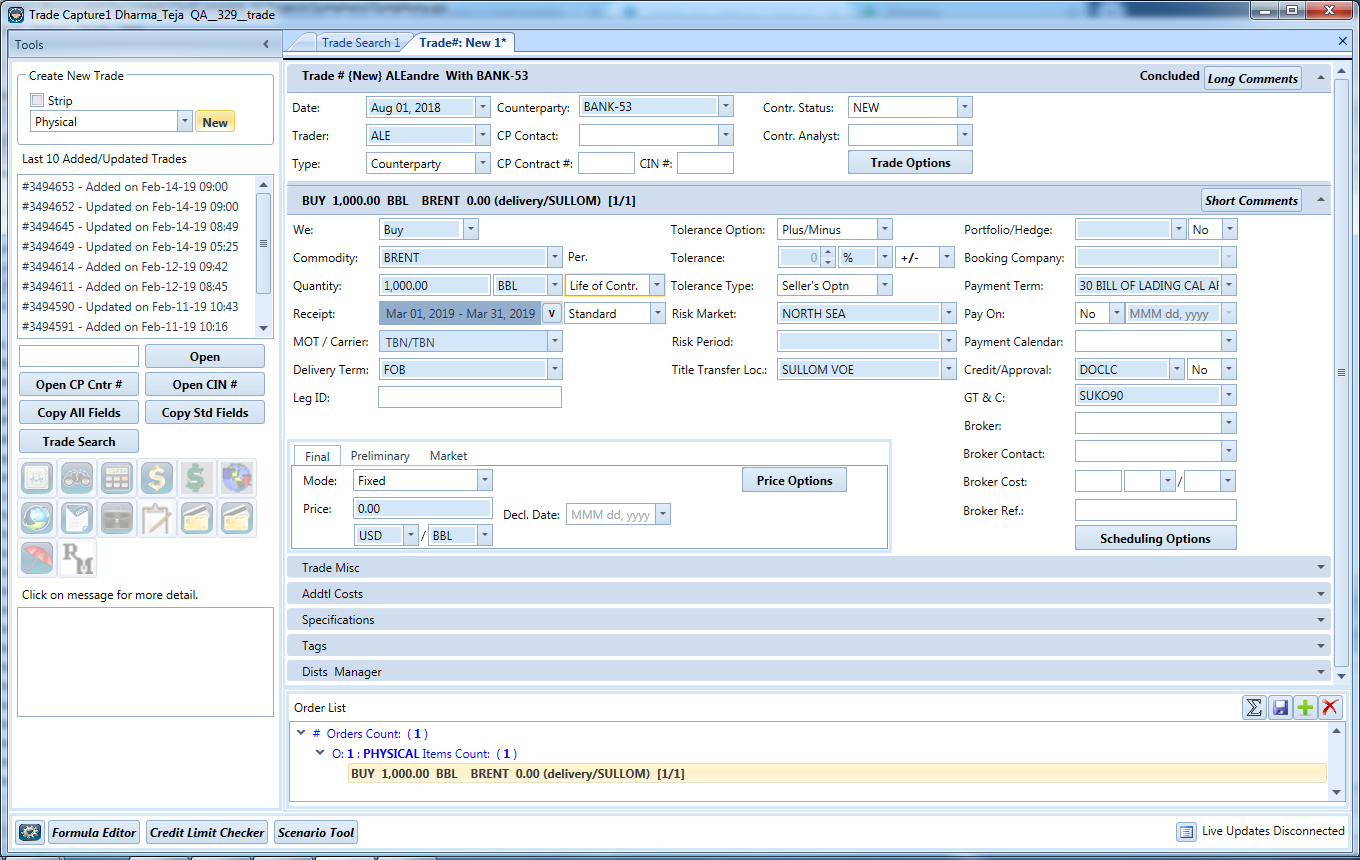 Trade Capture1 Dharma_Teja QA__329__trade
Tools
Trade Search 1
Trade#: New 1*
Create New Trade
Strip
Physical
New
Last 10 Added/Updated Trades
#3494653 - Added on Feb-14-19 09:00
#3494652 - Updated on Feb-14-19 09:00
#3494645 - Updated on Feb-14-19 08:49
#3494649 - Updated on Feb-14-19 05:25
#3494614 - Added on Feb-12-19 09:42
#3494611 - Added on Feb-12-19 08:45
#3494590 - Updated on Feb-11-19 10:43
#3494591 - Added on Feb-11-19 10:16
Open
Open CP Cntr #
Open CIN #
Copy All Fields
Copy Std Fields
Trade Search
RM
Click on message for more detail.
Trade # {New} ALEandre With BANK-53
Concluded
Long Comments
Date: Aug 01, 2018 Counterparty: BANK-53 Contr. Status: NEW
Trader: ALE CP Contact: Contr. Analyst:
Type: Counterparty CP Contract #: CIN #: Trade Options
BUY 1,000.00 BBL BRENT 0.00 (delivery/SULLOM) [1/1]
Short Comments
We: Buy Tolerance Option: Plus/Minus Portfolio/Hedge: No
Commodity: BRENT Per. Tolerance: 0 % +/- Booking Company:
Quantity: 1,000.00 BBL Life of Contr. Tolerance Type: Seller's Optn Payment Term: 30 BILL OF LADING CAL AF
Receipt: Mar 01, 2019 - Mar 31, 2019 v Standard Risk Market: NORTH SEA Pay On: No MMM dd, yyyy
MOT / Carrier: TBN/TBN Risk Period: Payment Calendar:
Delivery Term: FOB Title Transfer Loc.: SULLOM VOE Credit/Approval: DOCLC No
Leg ID: GT & C: SUKO90
Broker:
Broker Contact:
Broker Cost: /
Broker Ref.:
Scheduling Options
Final Preliminary Market
Mode: Fixed Price Options
Price: 0.00 Decl. Date: MMM dd, yyyy
USD / BBL
Trade Misc
Addtl Costs
Specifications
Tags
Dists Manager
Order List
# Orders Count: ( 1 )
O: 1 : PHYSICAL Items Count: ( 1 )
BUY 1,000.00 BBL BRENT 0.00 (delivery/SULLOM) [1/1]
Formula Editor
Credit Limit Checker
Scenario Tool
Live Updates Disconnected